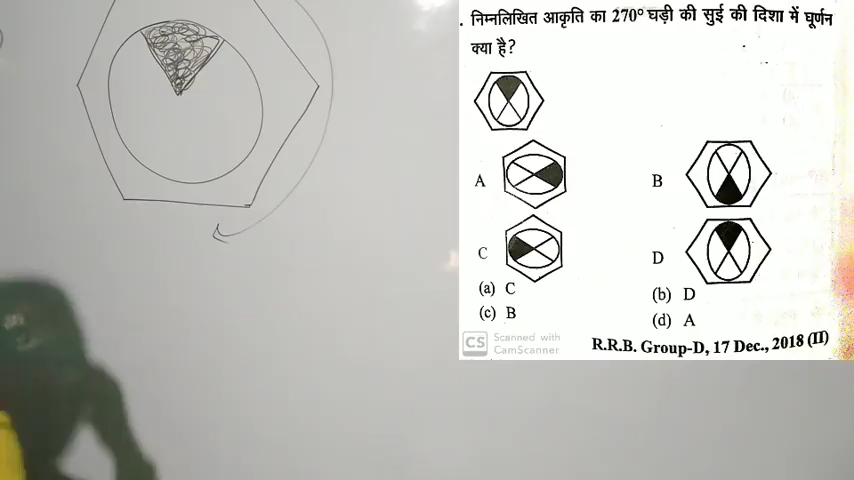 . निम्नलिखित आकृति का 270° घड़ी की सुई की दिशा में घूर्णन
क्या है?
A
B
C
D
(a) C
(b) D
(c) B
(d) A
CS Scanned with CamScanner
R.R.B. Group-D, 17 Dec., 2018 (II)